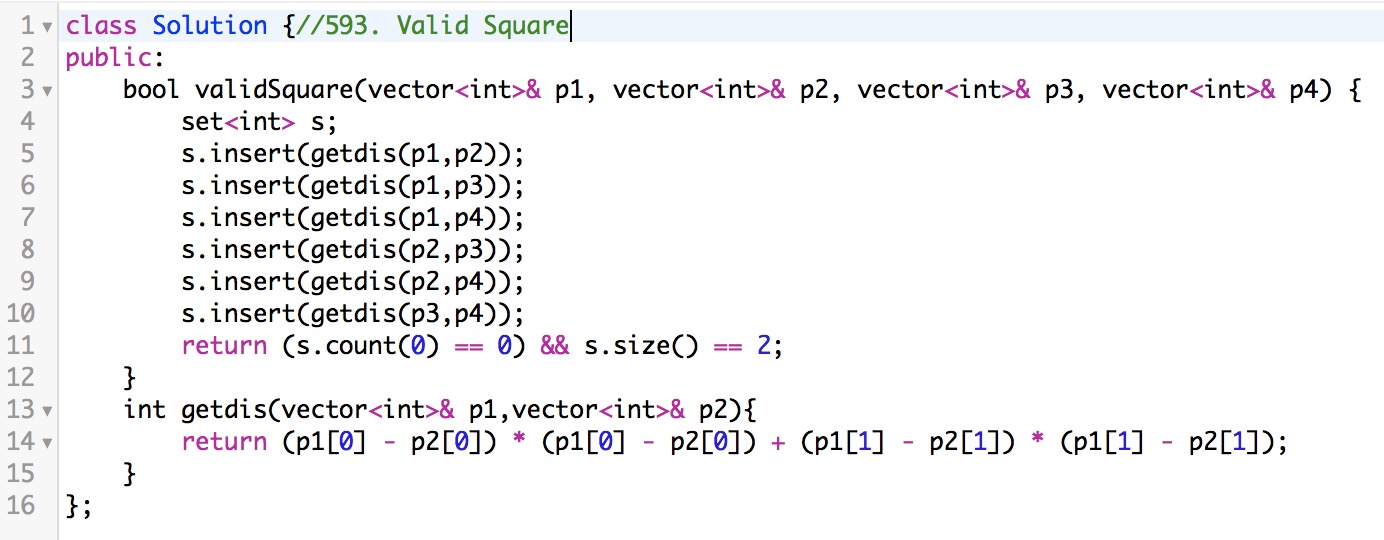 1 class Solution {//593. Valid Square
2 public:
3     bool validSquare(vector<int>& p1, vector<int>& p2, vector<int>& p3, vector<int>& p4) {
4         set<int> s;
5         s.insert(getdis(p1,p2));
6         s.insert(getdis(p1,p3));
7         s.insert(getdis(p1,p4));
8         s.insert(getdis(p2,p3));
9         s.insert(getdis(p2,p4));
10         s.insert(getdis(p3,p4));
11         return (s.count(0) == 0) && s.size() == 2;
12     }
13     int getdis(vector<int>& p1,vector<int>& p2){
14         return (p1[0] - p2[0]) * (p1[0] - p2[0]) + (p1[1] - p2[1]) * (p1[1] - p2[1]);
15     }
16 };